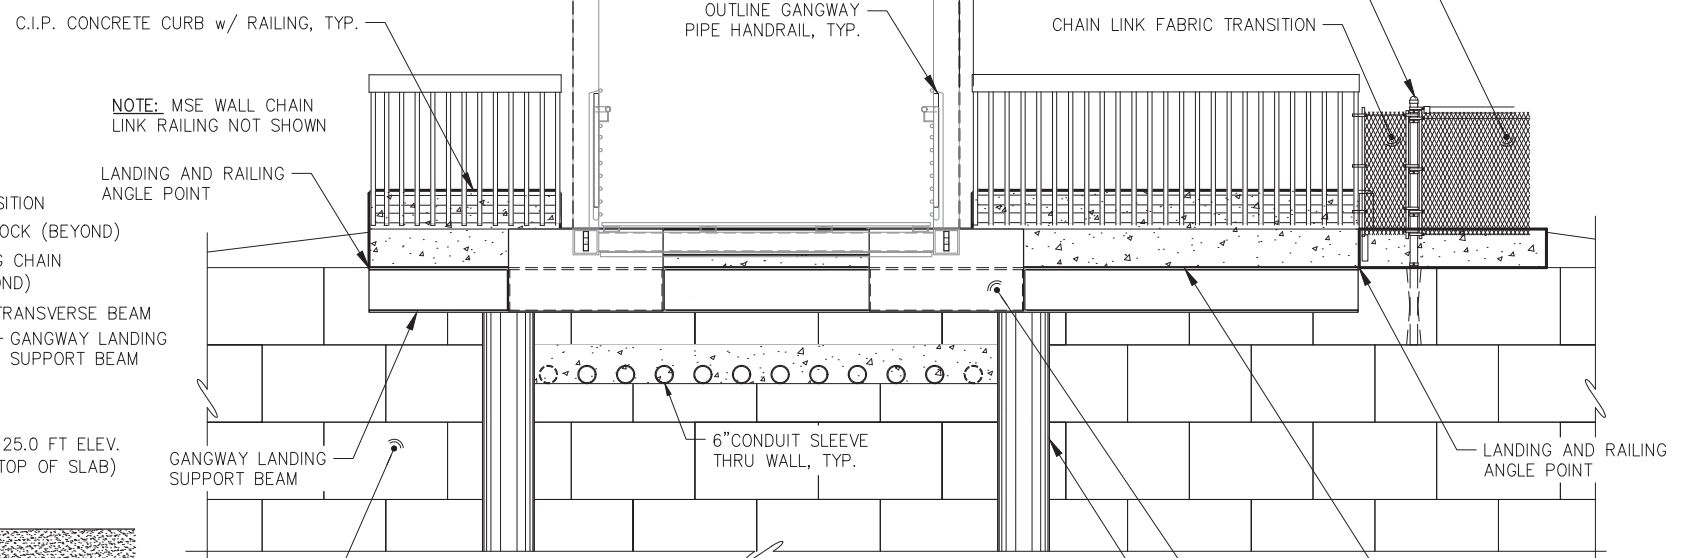 C.I.P. CONCRETE CURB w/ RAILING, TYP.
OUTLINE GANGWAY
PIPE HANDRAIL, TYP.
CHAIN LINK FABRIC TRANSITION
NOTE: MSE WALL CHAIN
LINK RAILING NOT SHOWN
LANDING AND RAILING
ANGLE POINT
SITION
OCK (BEYOND)
G CHAIN
OND)
TRANSVERSE BEAM
GANGWAY LANDING
SUPPORT BEAM
25.0 FT ELEV.
TOP OF SLAB)
GANGWAY LANDING
SUPPORT BEAM
6"CONDUIT SLEEVE
THRU WALL, TYP.
LANDING AND RAILING
ANGLE POINT